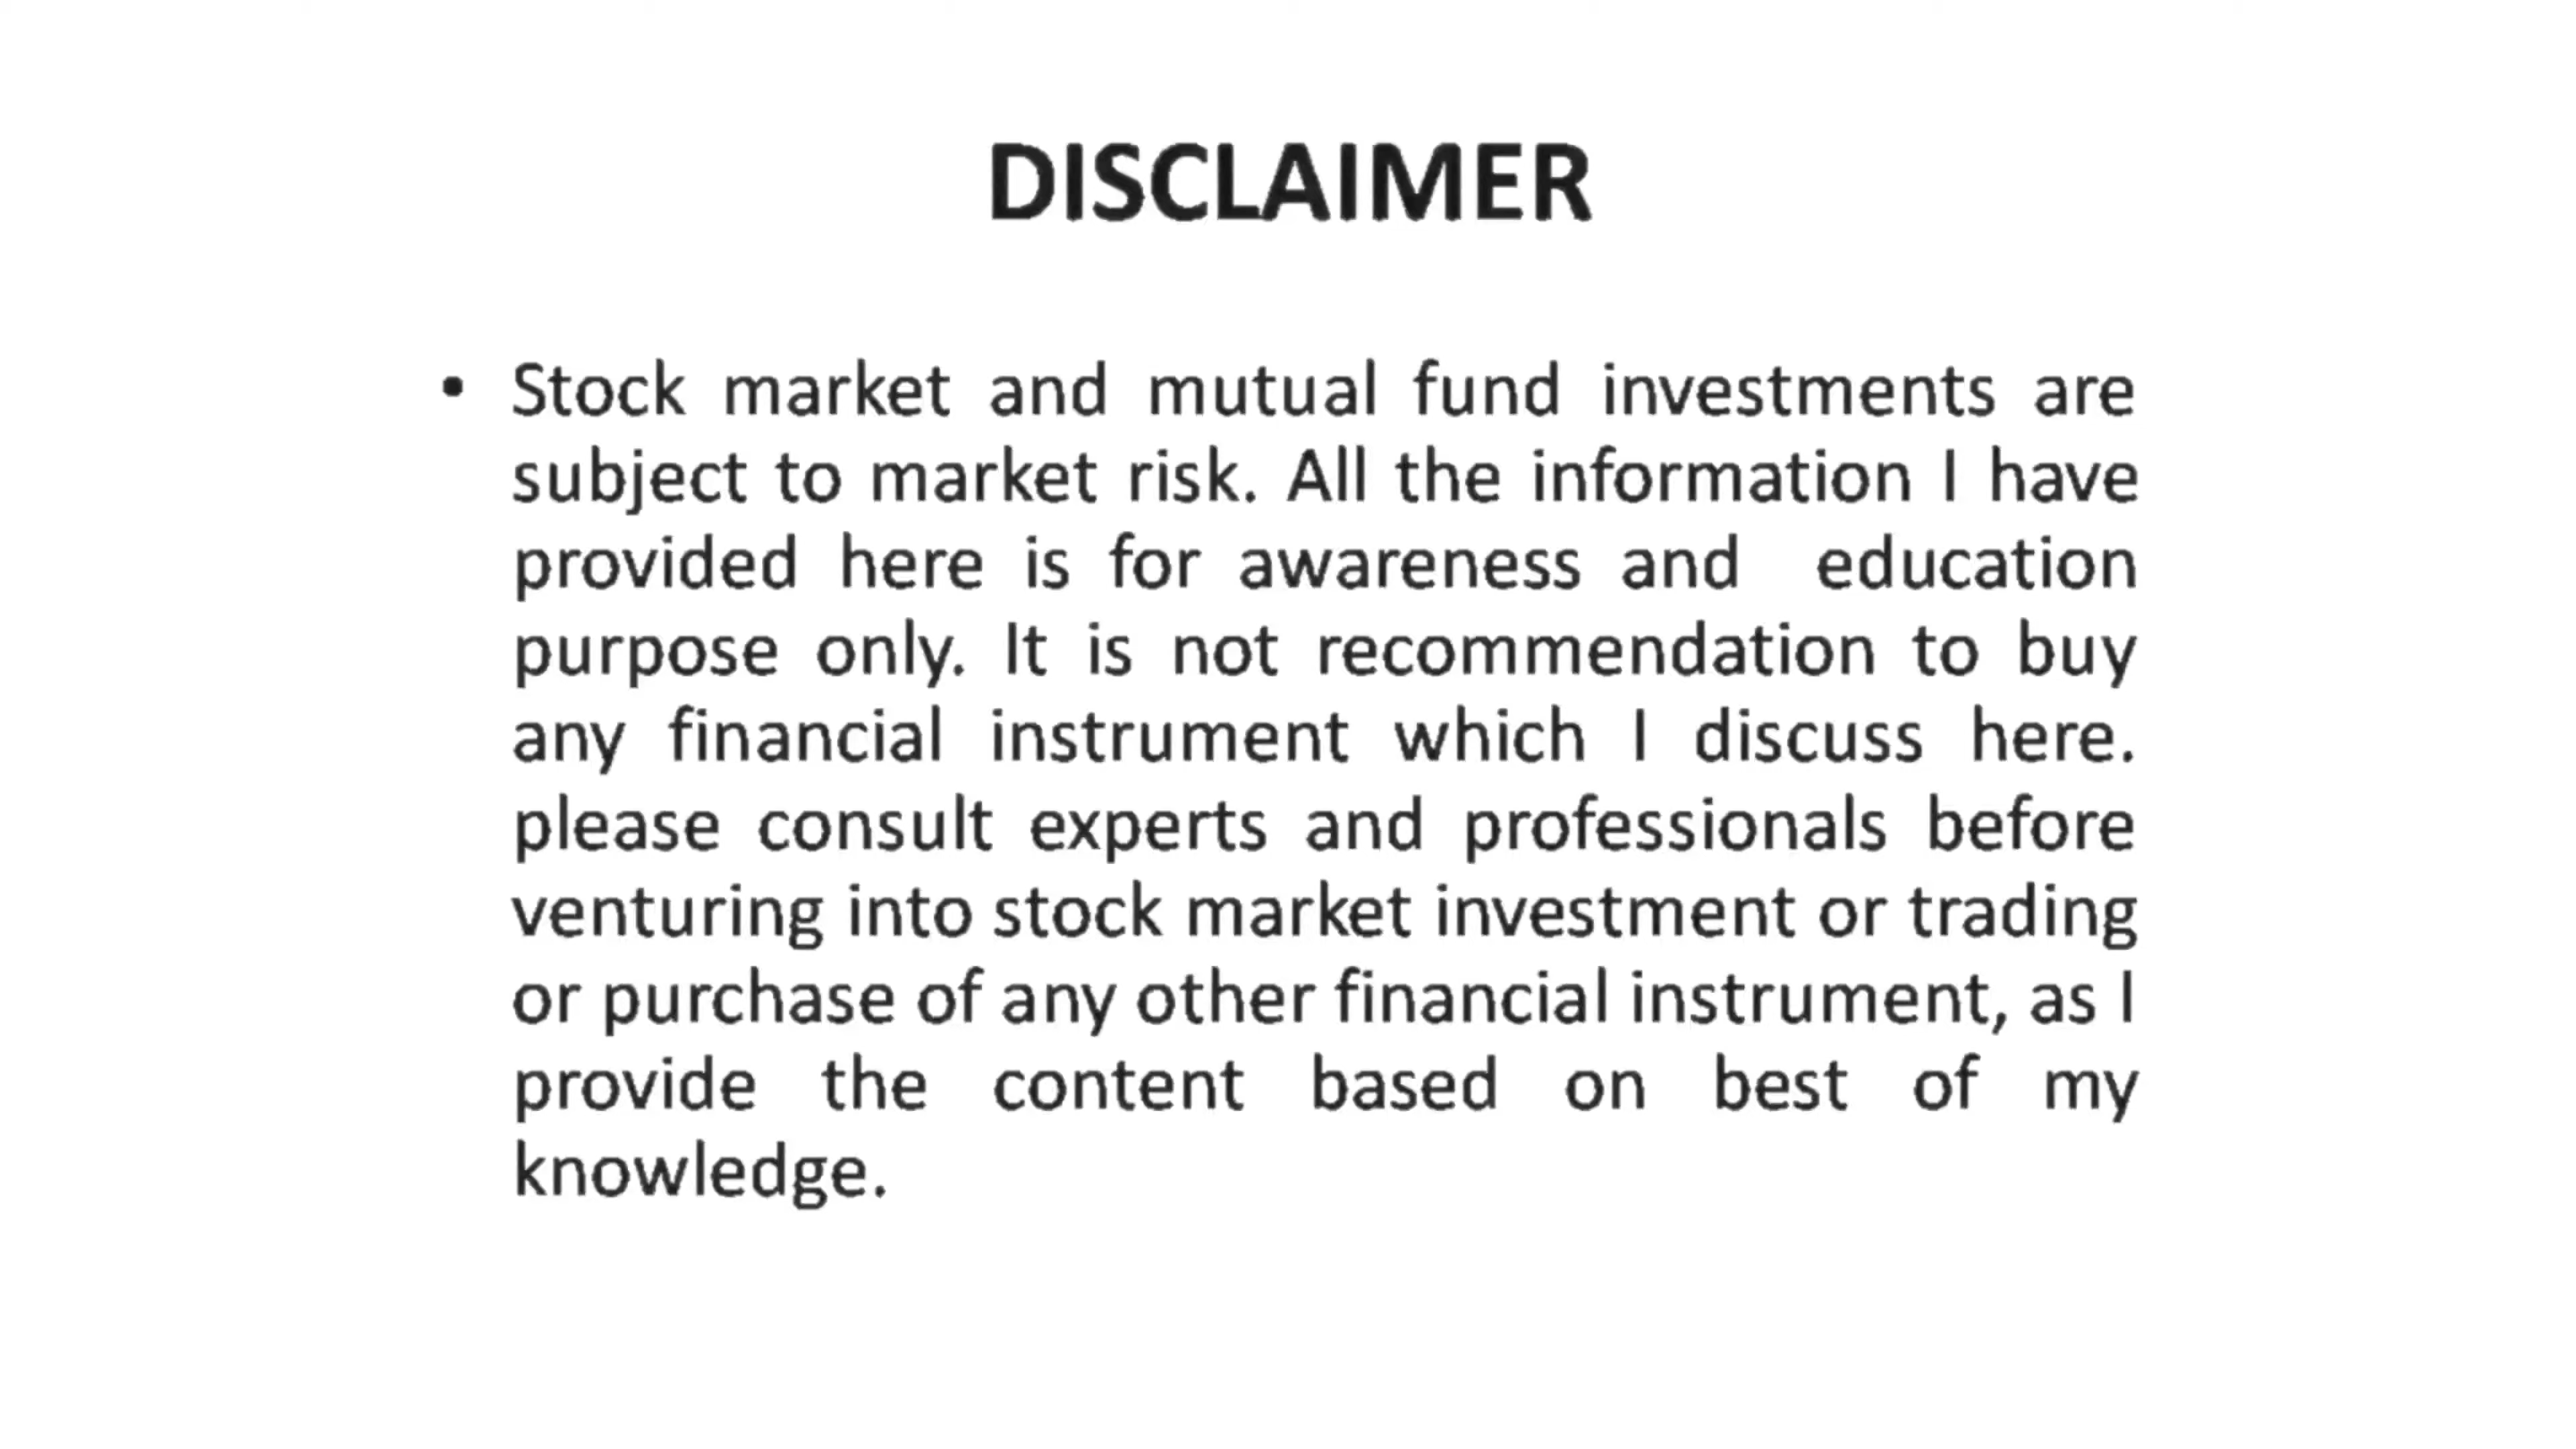 DISCLAIMER
• Stock market and mutual fund investments are
subject to market risk. All the information I have
provided here is for awareness and education
purpose only. It is not recommendation to buy
any financial instrument which I discuss here.
please consult experts and professionals before
venturing into stock market investment or trading
or purchase of any other financial instrument, as I
provide the content based on best of my
knowledge.